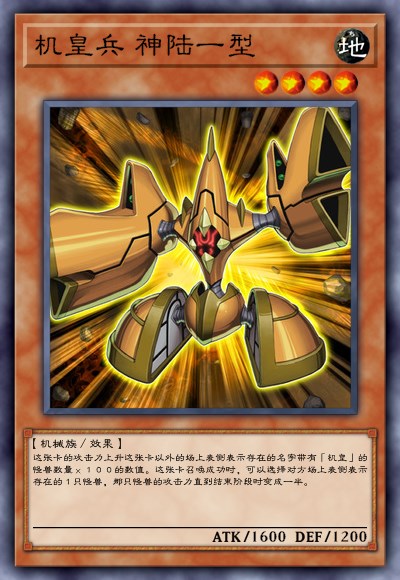 机皇兵 神陆一型
地
【机械族／效果】
这张卡的攻击力上升这张卡以外的场上表侧表示存在的名字带有「机皇」的
怪兽数量×１００的数值。这张卡召唤成功时，可以选择对方场上表侧表示
存在的１只怪兽，那只怪兽的攻击力直到结束阶段时变成一半。
ATK/1600 DEF/1200